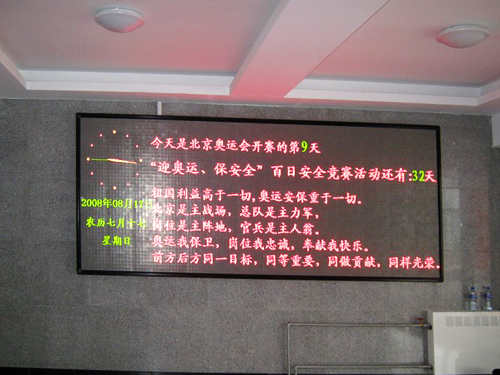 今天是北京奥运会开赛的第9天
“迎奥运、保安全”百日安全竞赛活动还有:32天
祖国利益高于一切,奥运安保重于一切。
北京是主战场，总队是主力军，
岗位是主阵地，官兵是主人翁。
奥运我保卫，岗位我忠诚，奉献我快乐。
前方后方同一目标，同等重要，同做贡献，同样光荣。
2008年08月17日
农历七月十七
星期日